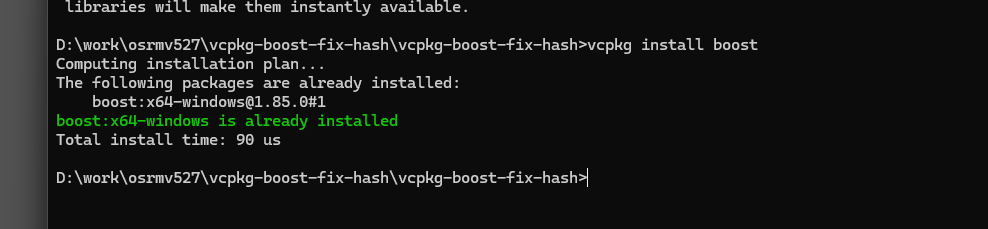 libraries will make them instantly available.
D:\work\osrmv527\vcpkg-boost-fix-hash\vcpkg-boost-fix-hash>vcpkg install boost
Computing installation plan...
The following packages are already installed:
boost:x64-windows@1.85.0#1
boost:x64-windows is already installed
Total install time: 90 us
D:\work\osrmv527\vcpkg-boost-fix-hash\vcpkg-boost-fix-hash>